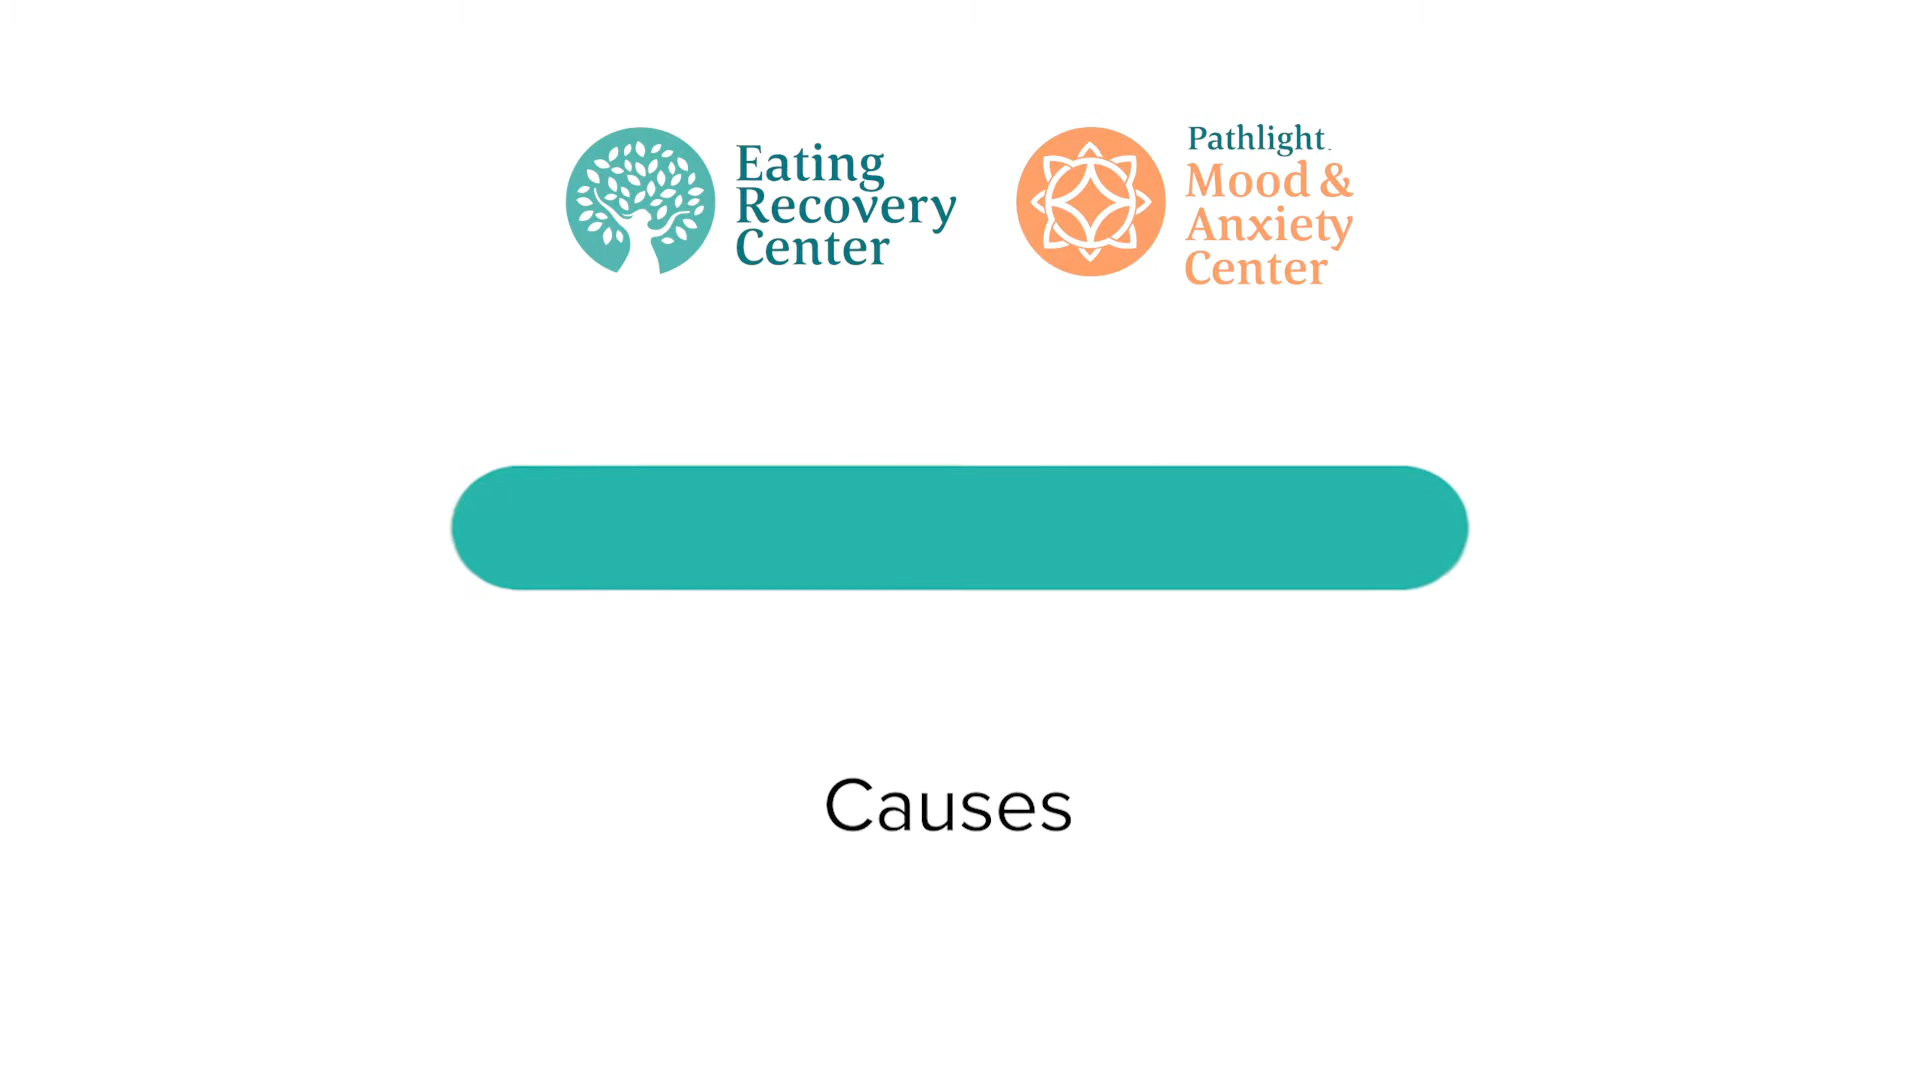 Eating
Recovery
Center
Pathlight
Mood &
Anxiety
Center
Causes